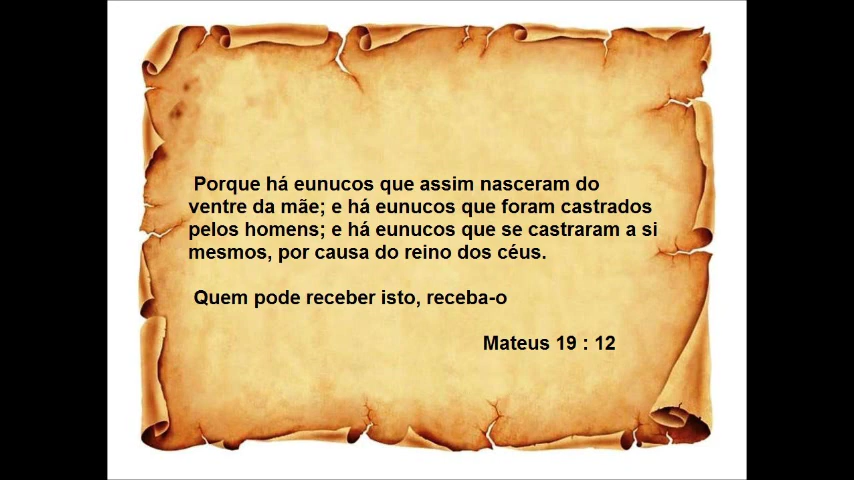 Porque há eunucos que assim nasceram do
ventre da mãe; e há eunucos que foram castrados
pelos homens; e há eunucos que se castraram a si
mesmos, por causa do reino dos céus.
Quem pode receber isto, receba-o
Mateus 19 : 12